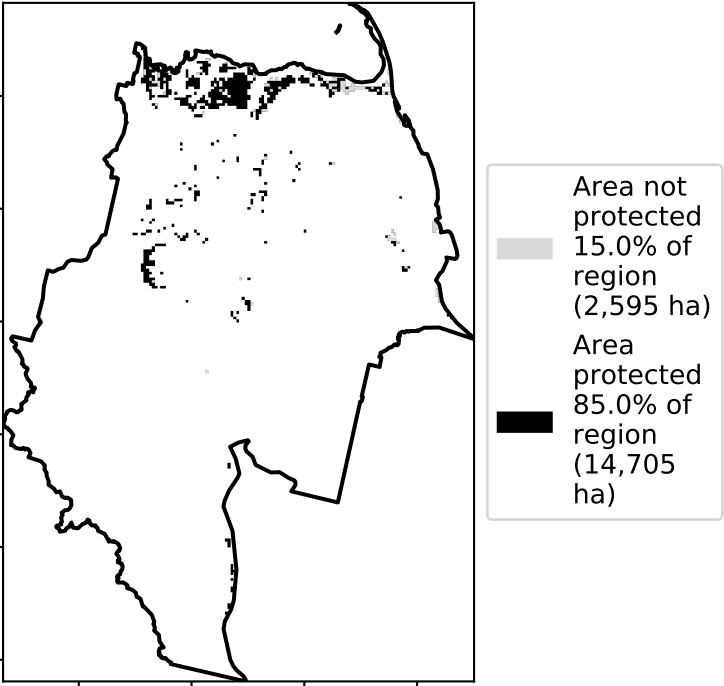 Area not
protected
15.0% of
region
(2,595 ha)
Area
protected
85.0% of
region
(14,705
ha)